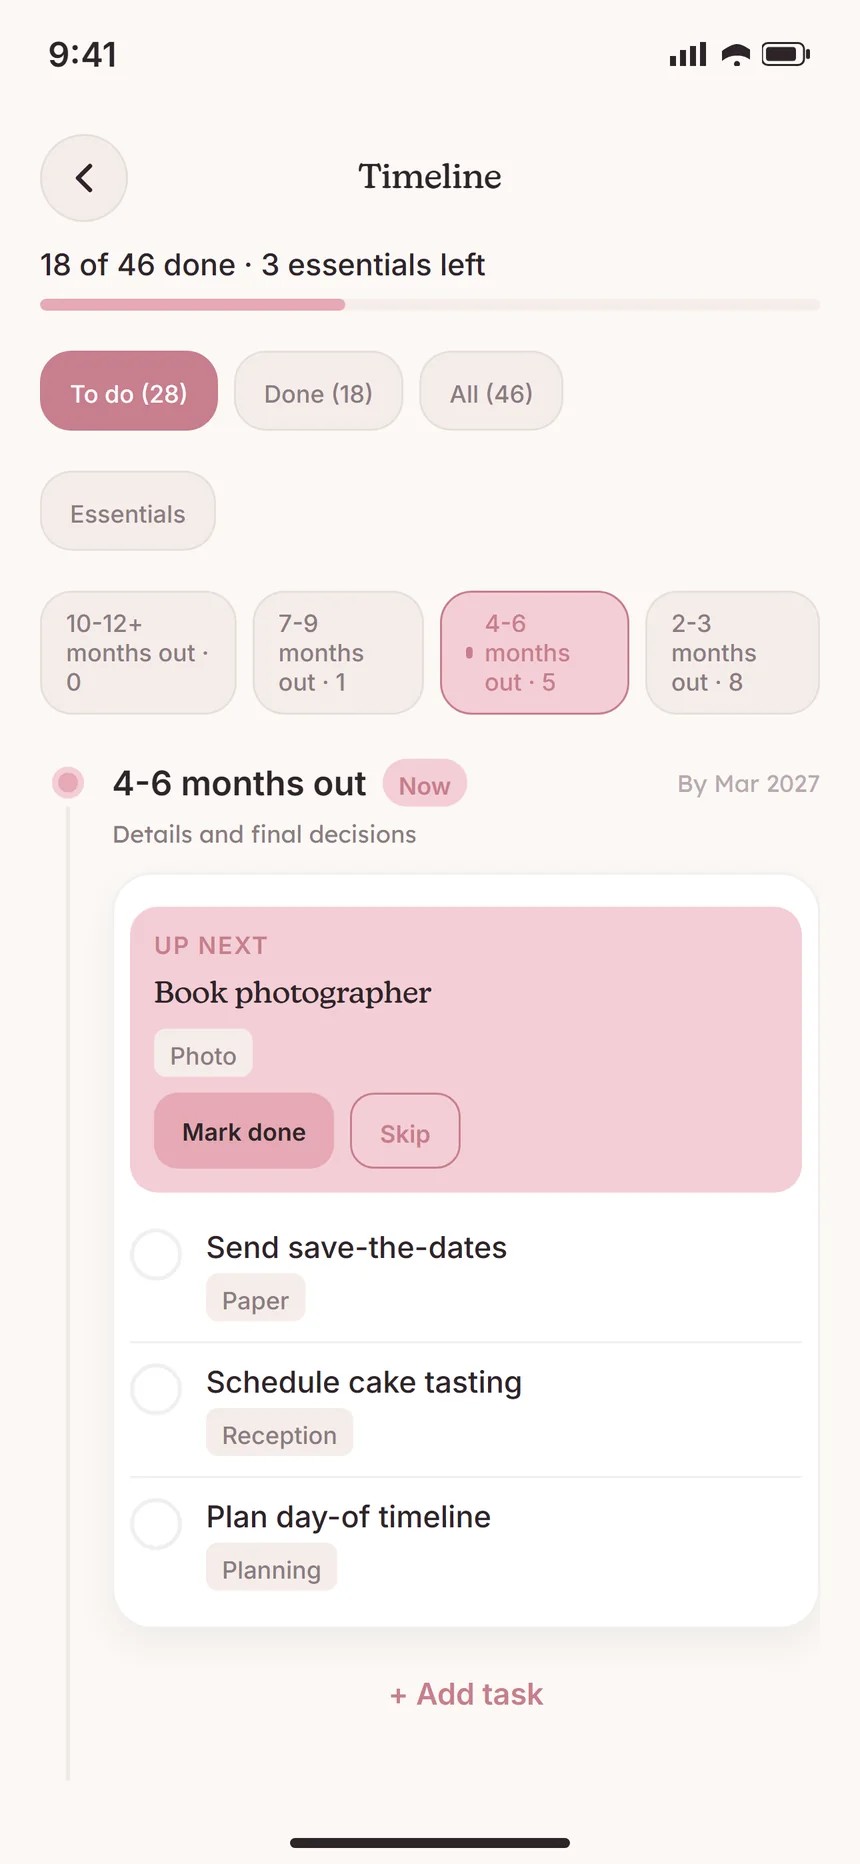 9:41
Timeline
18 of 46 done · 3 essentials left
To do (28)
Done (18)
All (46)
Essentials
10-12+
months out ·
0
7-9
months
out · 1
4-6
months
out · 5
2-3
months
out · 8
4-6 months out
Now
By Mar 2027
Details and final decisions
UP NEXT
Book photographer
Photo
Mark done
Skip
Send save-the-dates
Paper
Schedule cake tasting
Reception
Plan day-of timeline
Planning
+ Add task